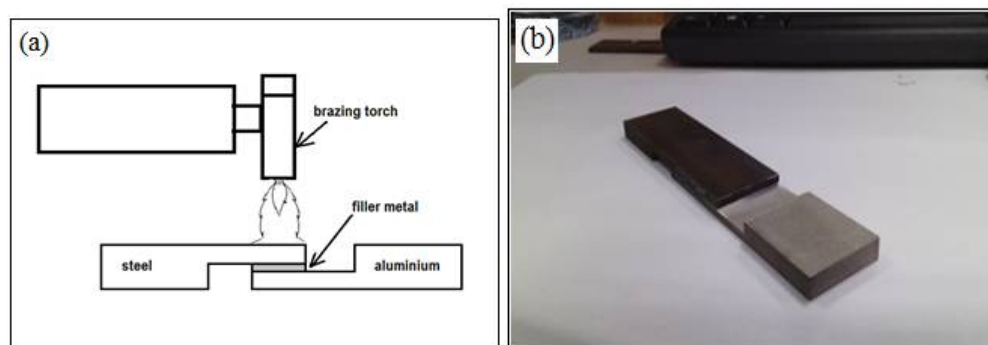 (a)
brazing torch
filler metal
steel
aluminium
(b)